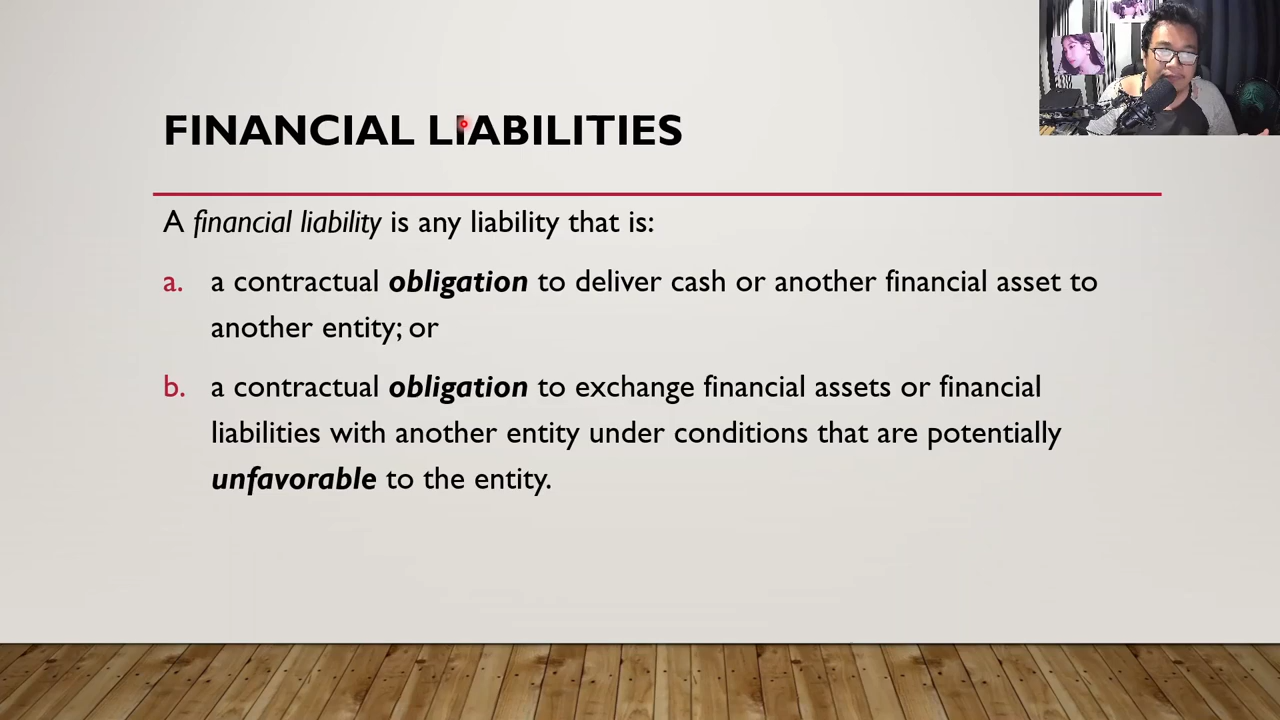 FINANCIAL LIABILITIES
A financial liability is any liability that is:
a. a contractual obligation to deliver cash or another financial asset to
another entity; or
b. a contractual obligation to exchange financial assets or financial
liabilities with another entity under conditions that are potentially
unfavorable to the entity.